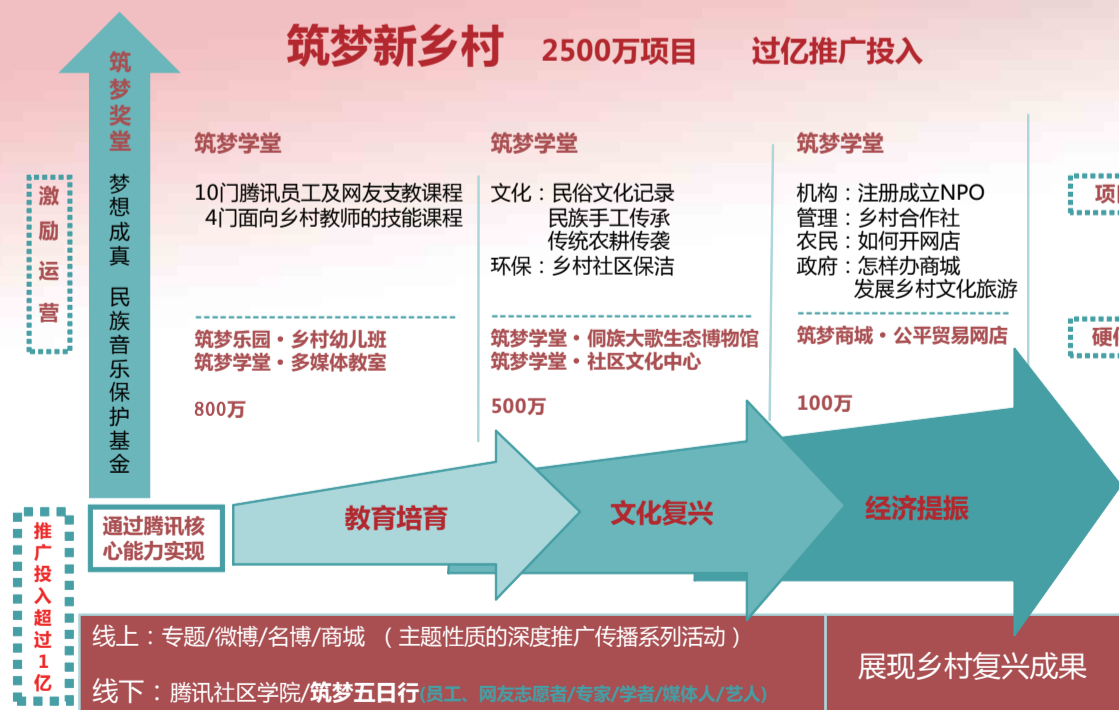 筑梦新乡村 2500万项目 过亿推广投入
筑梦奖堂
梦想成真 民族音乐保护基金
激励运营
筑梦学堂
10门腾讯员工及网友支教课程
4门面向乡村教师的技能课程
筑梦乐园·乡村幼儿班
筑梦学堂·多媒体教室
800万
筑梦学堂
文化：民俗文化记录
民族手工传承
传统农耕传袭
环保：乡村社区保洁
筑梦学堂·侗族大歌生态博物馆
筑梦学堂·社区文化中心
500万
筑梦学堂
机构：注册成立NPO
管理：乡村合作社
农民：如何开网店
政府：怎样办商城
发展乡村文化旅游
筑梦商城·公平贸易网店
100万
项
硬
通过腾讯核
心能力实现
教育培育
文化复兴
经济提振
推广投入超过1亿
线上：专题/微博/名博/商城 （主题性质的深度推广传播系列活动）
线下：腾讯社区学院/筑梦五日行(员工、网友志愿者/专家/学者/媒体人/艺人)
展现乡村复兴成果